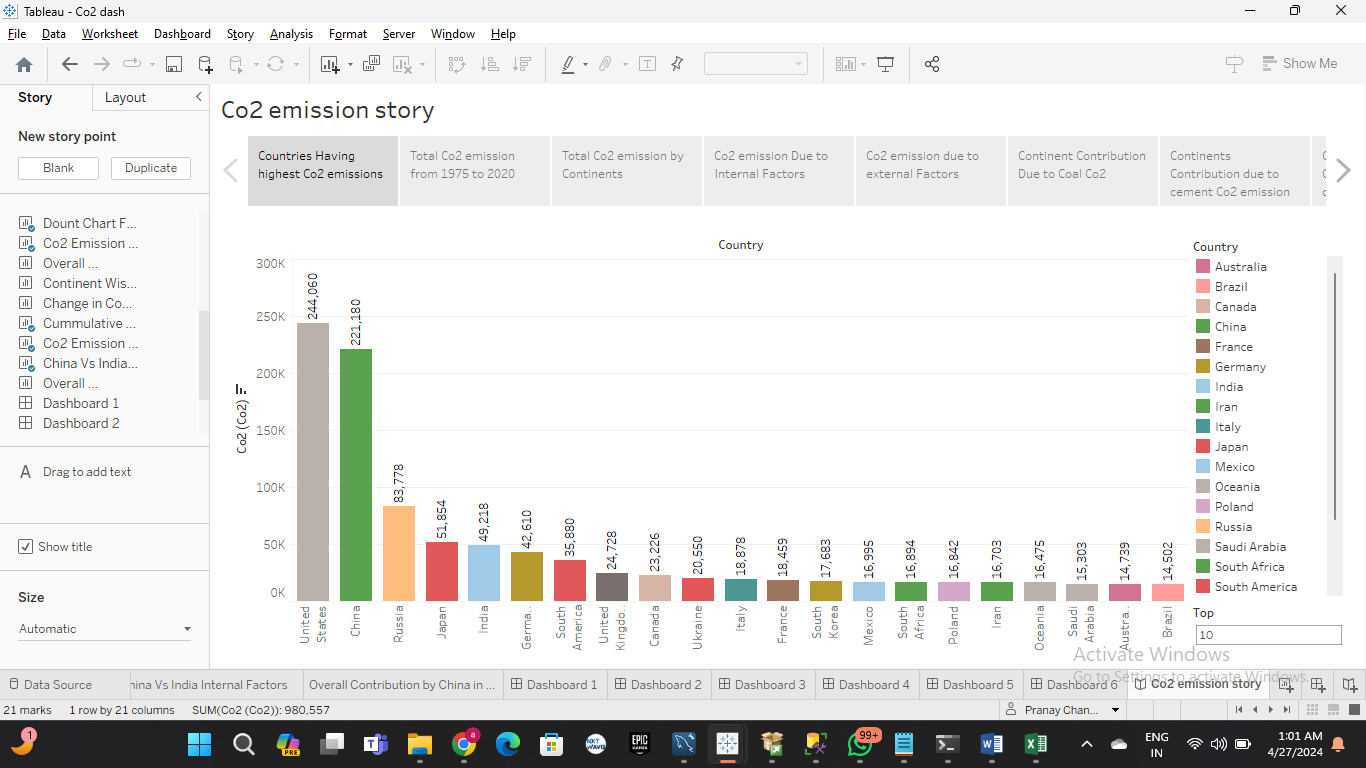 Tableau - Co2 dash
File Data Worksheet Dashboard Story Analysis Format Server Window Help
Show Me
Story Layout
New story point
Blank Duplicate
Dount Chart F...
Co2 Emission ...
Overall ...
Continent Wis...
Change in Co...
Cummulative ...
Co2 Emission ...
China Vs India...
Overall ...
Dashboard 1
Dashboard 2
A Drag to add text
Show title
Size
Automatic
Co2 emission story
Countries Having
highest Co2 emissions
Total Co2 emission
from 1975 to 2020
Total Co2 emission by
Continents
Co2 emission Due to
Internal Factors
Co2 emission due to
external Factors
Continent Contribution
Due to Coal Co2
Continents
Contribution due to
cement Co2 emission
Country
Co2 (Co2)
300K
250K
200K
150K
100K
50K
0K
244,060
221,180
83,778
51,854
49,218
42,610
35,880
24,728
23,226
20,550
18,878
18,459
17,683
16,995
16,894
16,842
16,703
16,475
15,303
14,739
14,502
United
States
China
Russia
Japan
India
Germa..
South
America
United
Kingdo..
Canada
Ukraine
Italy
France
South
Korea
Mexico
South
Africa
Poland
Iran
Oceania
Saudi
Arabia
Austra..
Brazil
Country
Australia
Brazil
Canada
China
France
Germany
India
Iran
Italy
Japan
Mexico
Oceania
Poland
Russia
Saudi Arabia
South Africa
South America
Top
10
Activate Windows
Go to Settings to activate Windows.
Data Source hina Vs India Internal Factors Overall Contribution by China in ... Dashboard 1 Dashboard 2 Dashboard 3 Dashboard 4 Dashboard 5 Dashboard 6 Co2 emission story
21 marks 1 row by 21 columns SUM(Co2 (Co2)): 980,557 Pranay Chan...
1
PRE
a
NXT
WAVE
EPIC
GAMES
99+
ENG
IN
1:01 AM
4/27/2024